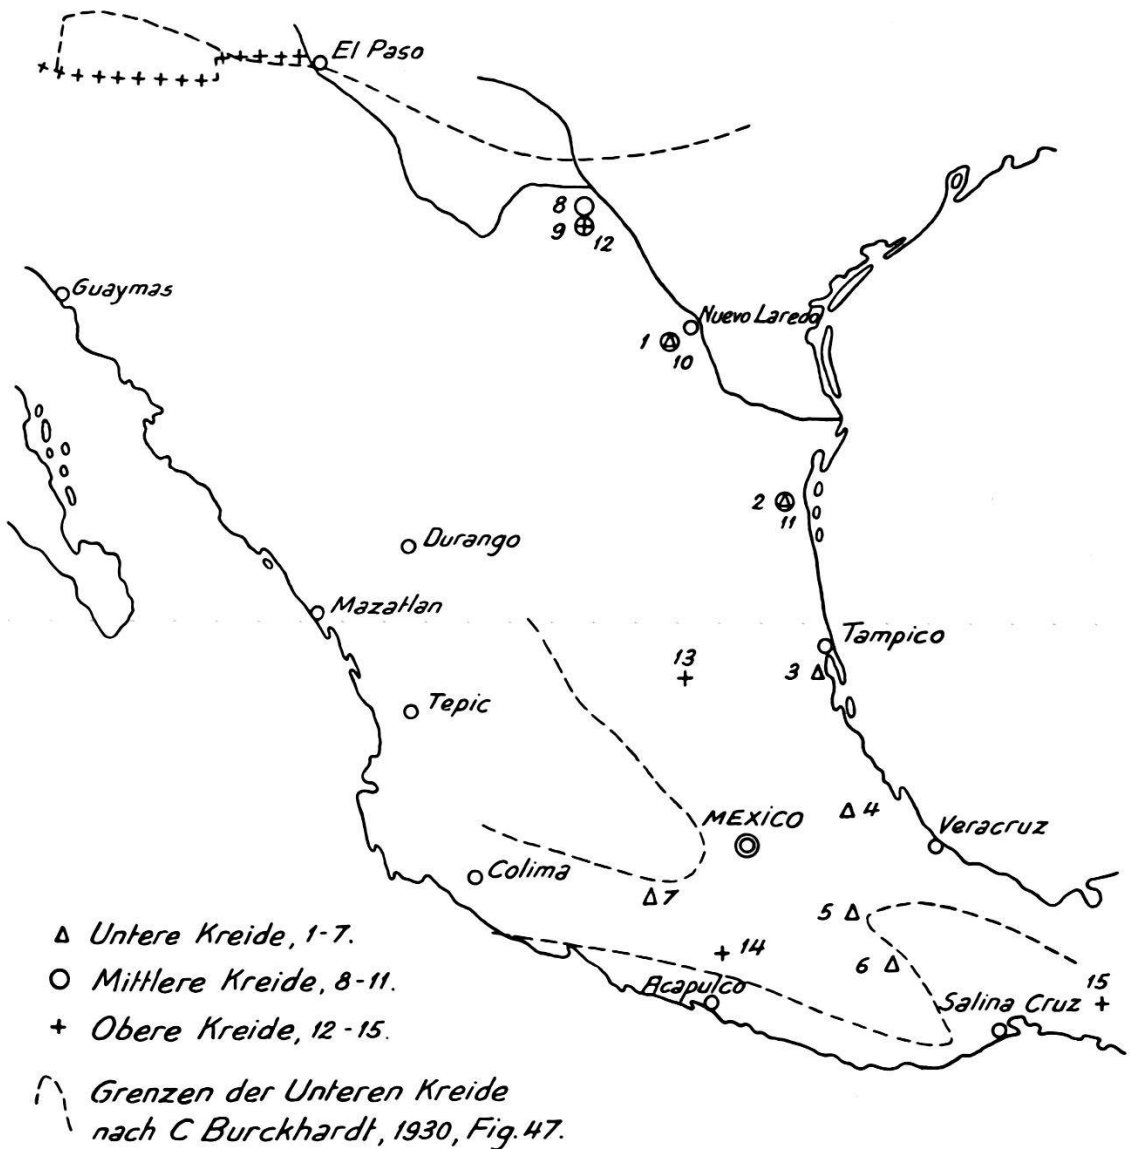 El Paso
8
9
12
Guaymas
Nuevo Laredo
1
10
2
11
Durango
Mazatlan
Tampico
13
3
Tepic
MEXICO
4
Veracruz
Colima
7
5
14
6
15
Acapulco
Salina Cruz
Untere Kreide, 1-7.
Mittlere Kreide, 8-11.
Obere Kreide, 12-15.
Grenzen der Unteren Kreide
nach C Burckhardt, 1930, Fig. 47.